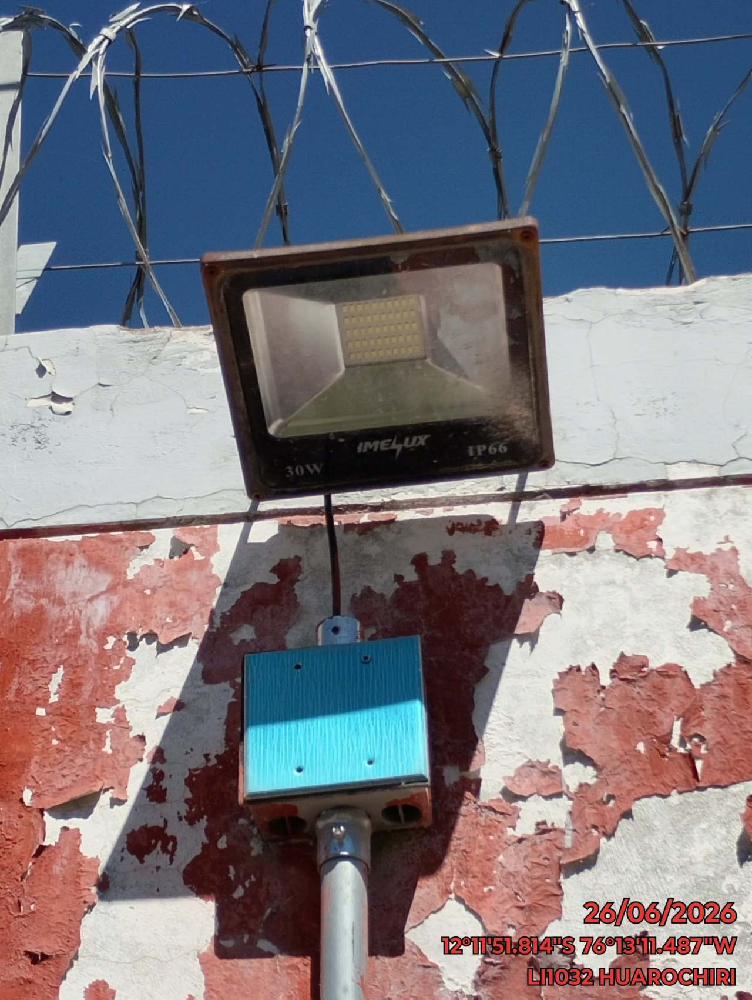 IMELUX
30W
IP66
26/06/2026
12°11'51.814"S 76°13'11.487"W
LI1032 HUAROCHIRI